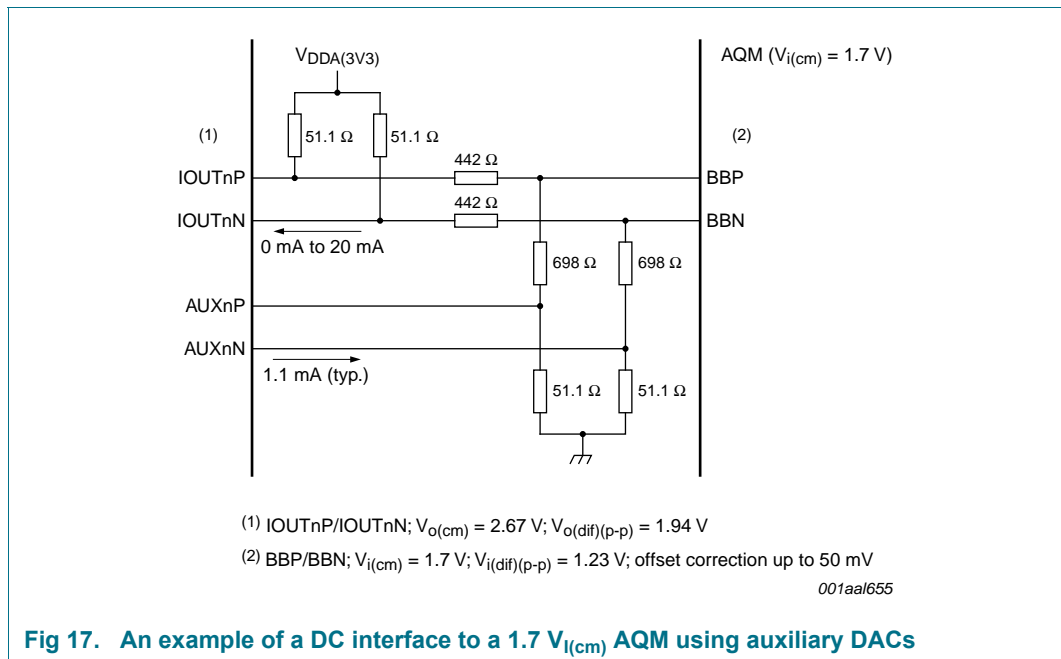 VDDA(3V3)
AQM (Vi(cm) = 1.7 V)
(1)
51.1 Ω
51.1 Ω
(2)
442 Ω
IOUTnP
BBP
442 Ω
IOUTnN
BBN
0 mA to 20 mA
698 Ω
698 Ω
AUXnP
AUXnN
1.1 mA (typ.)
51.1 Ω
51.1 Ω
(1) IOUTnP/IOUTnN; Vo(cm) = 2.67 V; Vo(dif)(p-p) = 1.94 V
(2) BBP/BBN; Vi(cm) = 1.7 V; Vi(dif)(p-p) = 1.23 V; offset correction up to 50 mV
001aal655
Fig 17. An example of a DC interface to a 1.7 VI(cm) AQM using auxiliary DACs